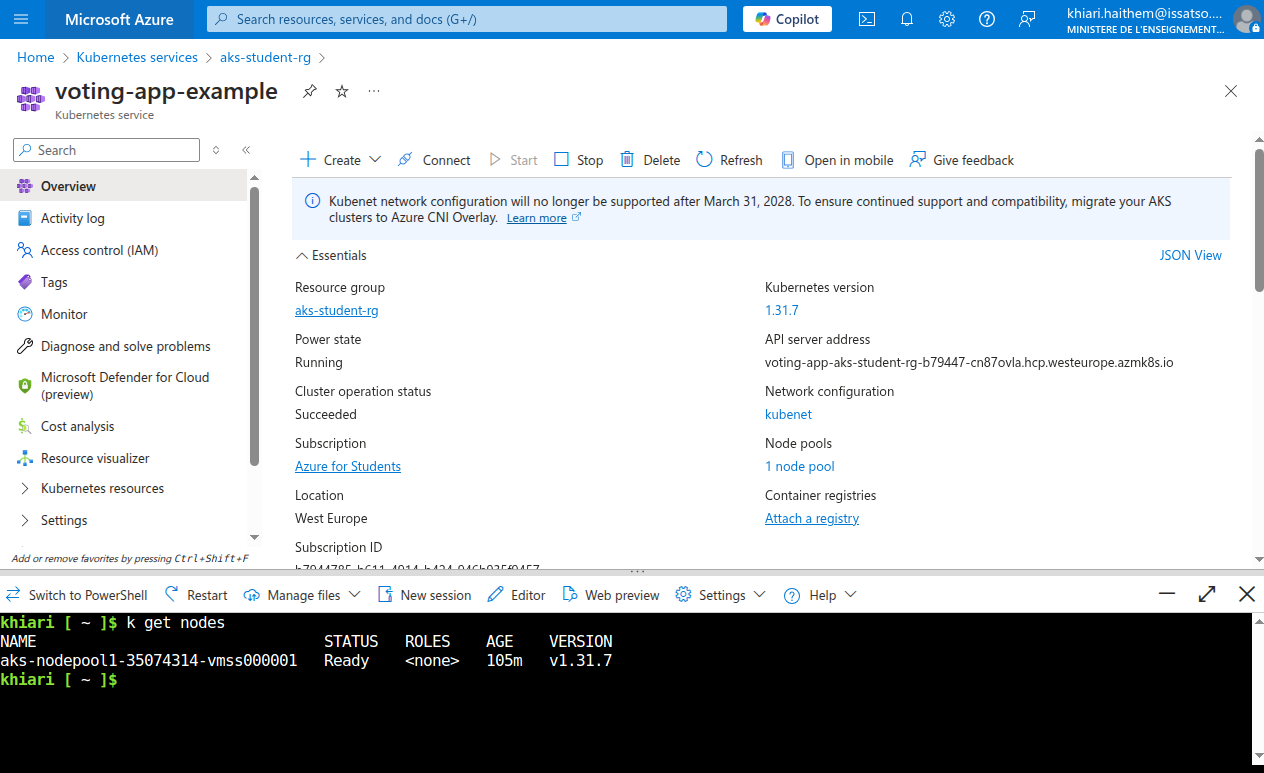 Microsoft Azure
Search resources, services, and docs (G+/)
Copilot
khiari.haithem@issatso....
MINISTERE DE L'ENSEIGNEMENT...
Home > Kubernetes services > aks-student-rg >
voting-app-example
Kubernetes service
Search
Create
Connect
Start
Stop
Delete
Refresh
Open in mobile
Give feedback
Overview
Activity log
Access control (IAM)
Tags
Monitor
Diagnose and solve problems
Microsoft Defender for Cloud
(preview)
Cost analysis
Resource visualizer
Kubernetes resources
Settings
Add or remove favorites by pressing Ctrl+Shift+F
Kubenet network configuration will no longer be supported after March 31, 2028. To ensure continued support and compatibility, migrate your AKS
clusters to Azure CNI Overlay. Learn more
Essentials
JSON View
Resource group
aks-student-rg
Power state
Running
Cluster operation status
Succeeded
Subscription
Azure for Students
Location
West Europe
Subscription ID
Kubernetes version
1.31.7
API server address
voting-app-aks-student-rg-b79447-cn87ovla.hcp.westeurope.azmk8s.io
Network configuration
kubenet
Node pools
1 node pool
Container registries
Attach a registry
Switch to PowerShell
Restart
Manage files
New session
Editor
Web preview
Settings
Help
khiari [ ~ ]$ k get nodes
NAME STATUS ROLES AGE VERSION
aks-nodepool1-35074314-vmss000001 Ready <none> 105m v1.31.7
khiari [ ~ ]$